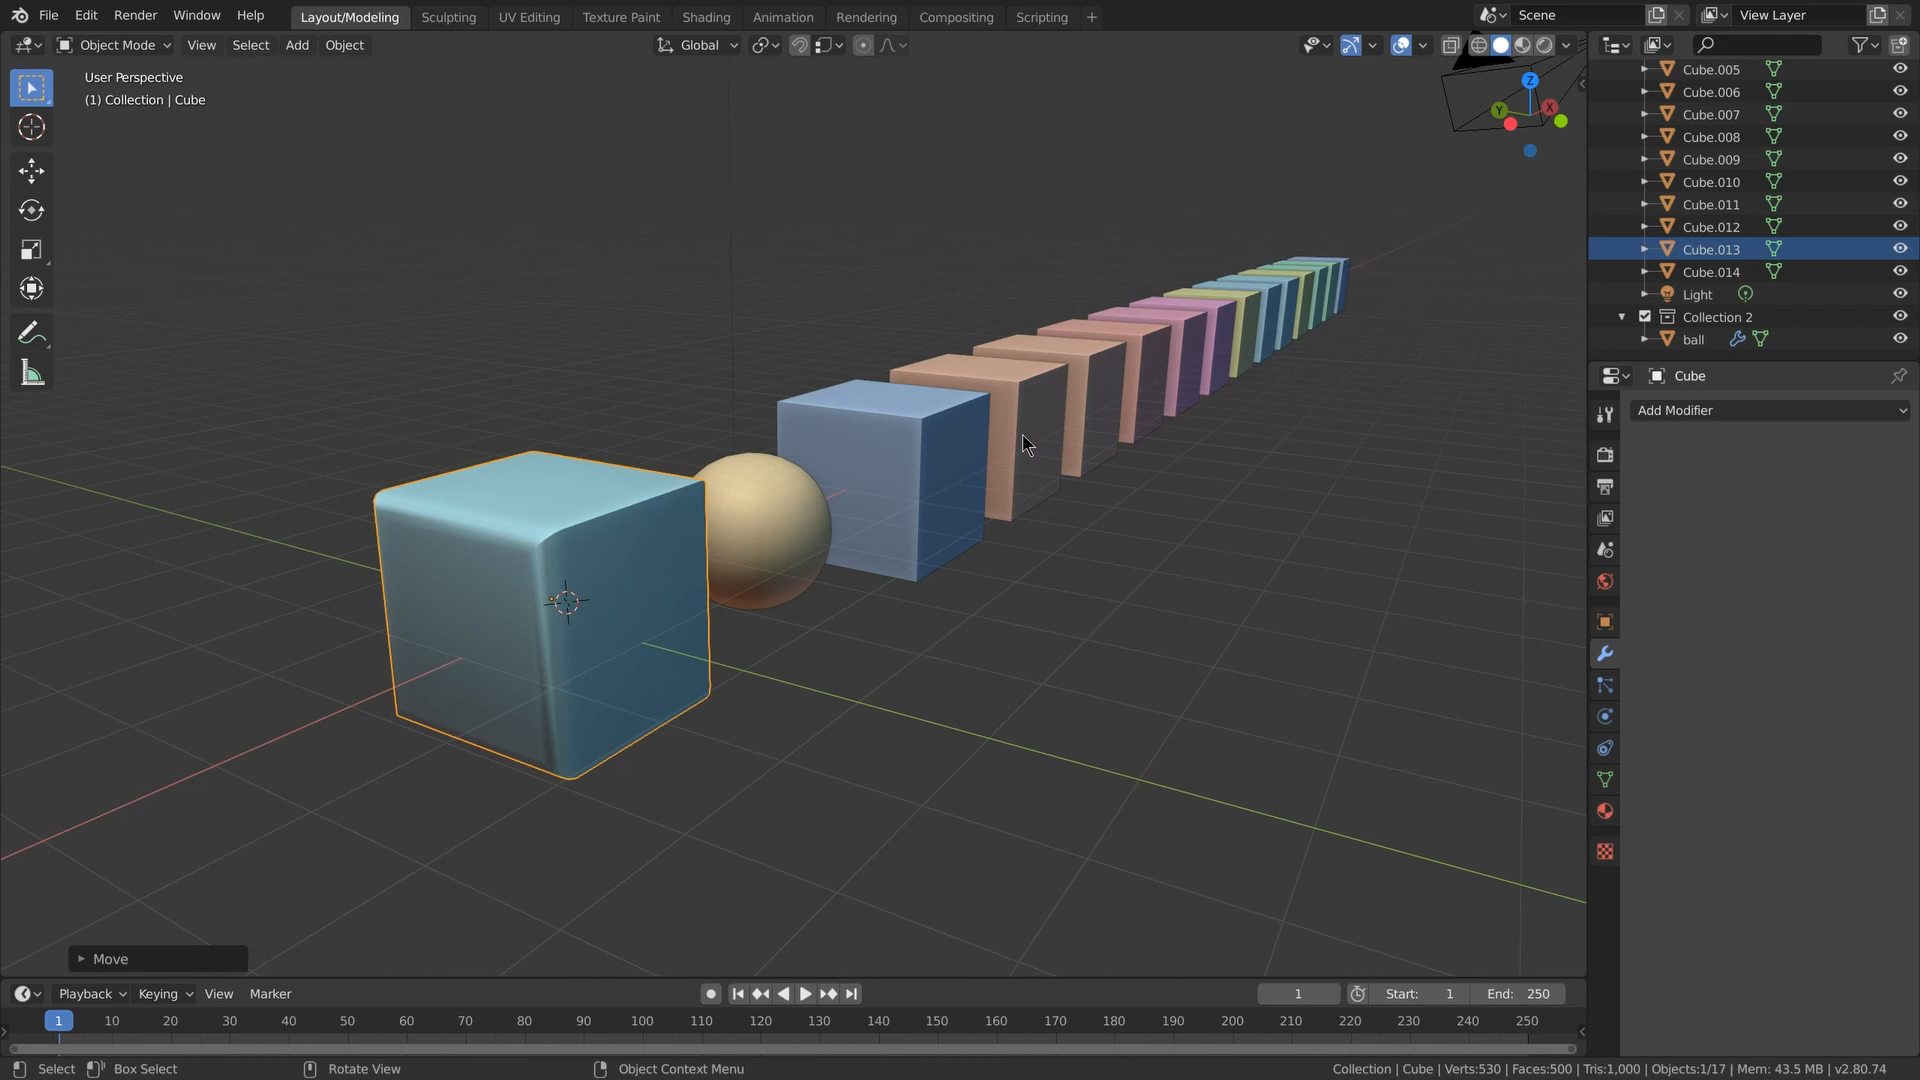 File Edit Render Window Help Layout/Modeling Sculpting UV Editing Texture Paint Shading Animation Rendering Compositing Scripting + Scene View Layer
Object Mode View Select Add Object Global
User Perspective
(1) Collection | Cube
Z
Y
X
Cube.005
Cube.006
Cube.007
Cube.008
Cube.009
Cube.010
Cube.011
Cube.012
Cube.013
Cube.014
Light
Collection 2
ball
Cube
Add Modifier
Move
Playback Keying View Marker 1 Start: 1 End: 250
1 10 20 30 40 50 60 70 80 90 100 110 120 130 140 150 160 170 180 190 200 210 220 230 240 250
Select Box Select Rotate View Object Context Menu Collection | Cube | Verts:530 | Faces:500 | Tris:1,000 | Objects:1/17 | Mem: 43.5 MB | v2.80.74